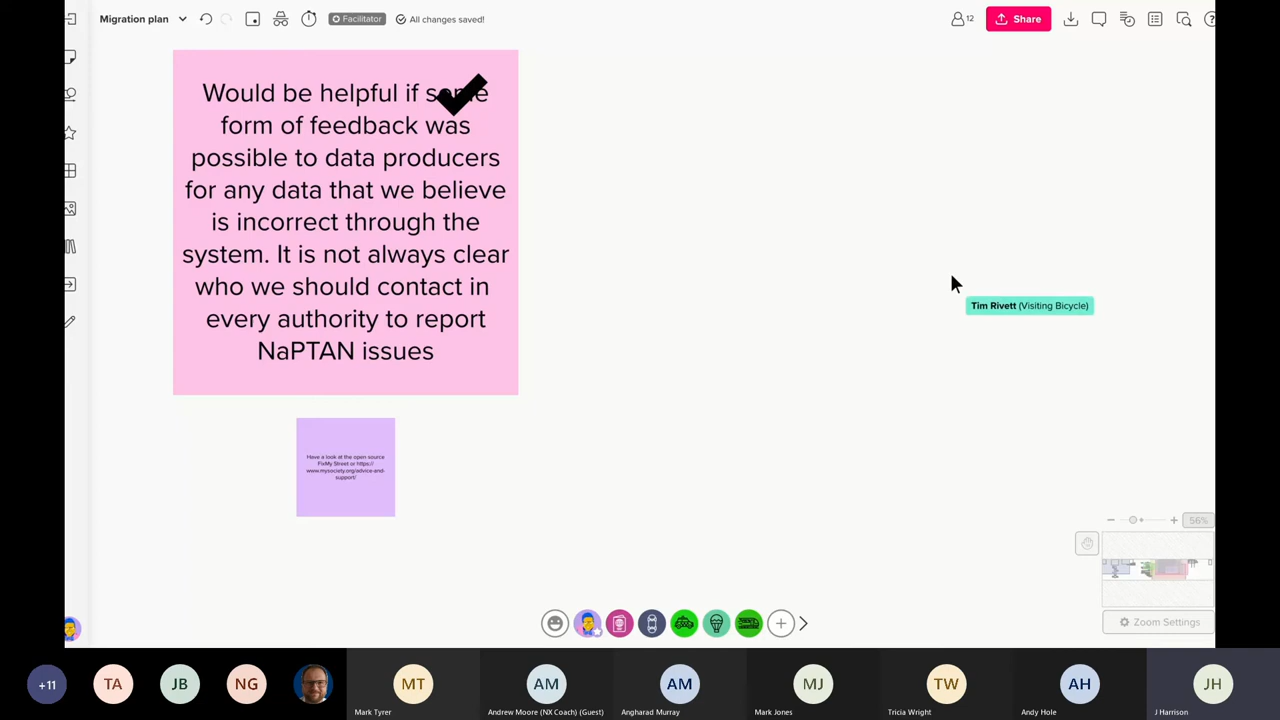 Migration plan
Facilitator
All changes saved!
12
Share
Would be helpful if some
form of feedback was
possible to data producers
for any data that we believe
is incorrect through the
system. It is not always clear
who we should contact in
every authority to report
NaPTAN issues
Tim Rivett (Visiting Bicycle)
Have a look at the open source
FixMy Street or https://
www.mysociety.org/advice-and-
support/
56%
Zoom Settings
+11
TA
JB
NG
MT
AM
AM
MJ
TW
AH
JH
Mark Tyrer
Andrew Moore (NX Coach) (Guest)
Angharad Murray
Mark Jones
Tricia Wright
Andy Hole
J Harrison